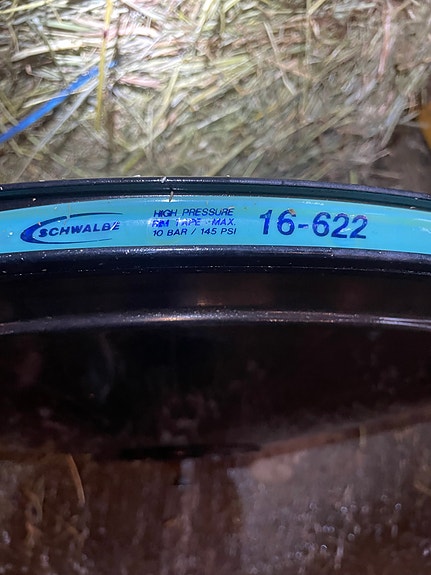 SCHWALBE
HIGH PRESSURE
RIM TAPE - MAX.
10 BAR / 145 PSI
16-622